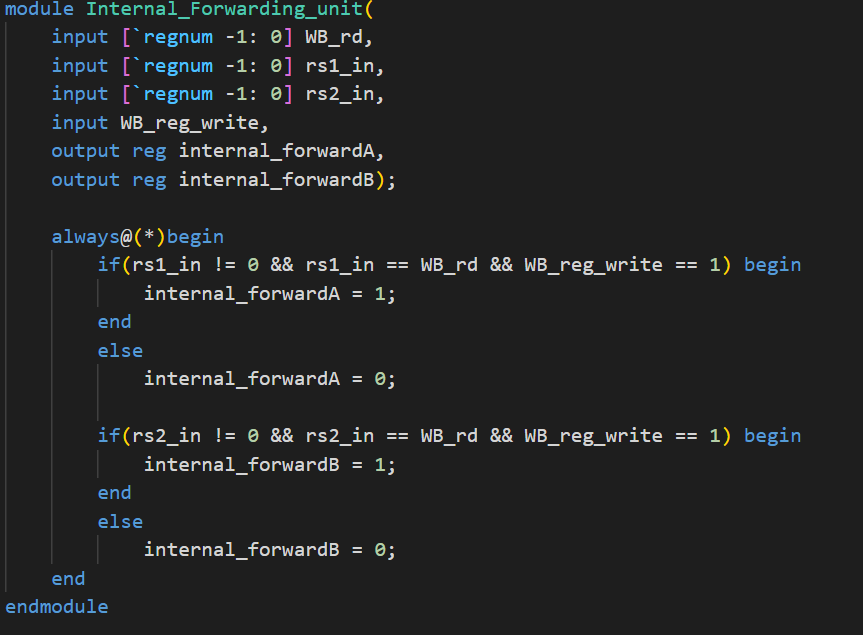 module Internal_Forwarding_unit(
    input [`regnum -1: 0] WB_rd,
    input [`regnum -1: 0] rs1_in,
    input [`regnum -1: 0] rs2_in,
    input WB_reg_write,
    output reg internal_forwardA,
    output reg internal_forwardB);

    always@(*)begin
        if(rs1_in != 0 && rs1_in == WB_rd && WB_reg_write == 1) begin
            internal_forwardA = 1;
        end
        else
            internal_forwardA = 0;

        if(rs2_in != 0 && rs2_in == WB_rd && WB_reg_write == 1) begin
            internal_forwardB = 1;
        end
        else
            internal_forwardB = 0;
    end
endmodule